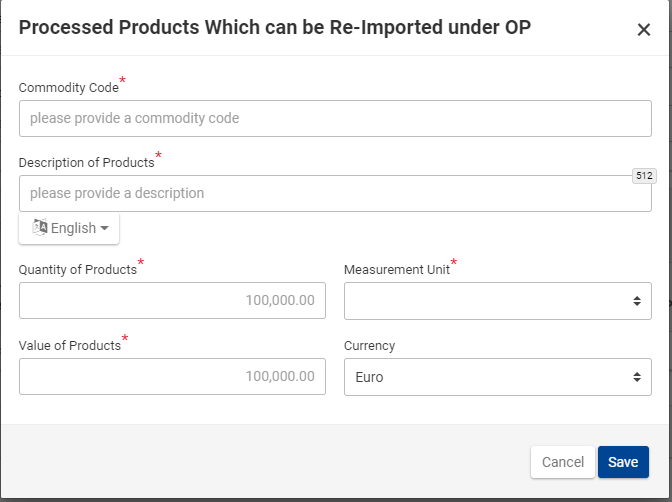 Processed Products Which can be Re-Imported under OP
Commodity Code*
please provide a commodity code
Description of Products*
512
please provide a description
English
Quantity of Products* Measurement Unit*
100,000.00
Value of Products* Currency
100,000.00 Euro
Cancel Save